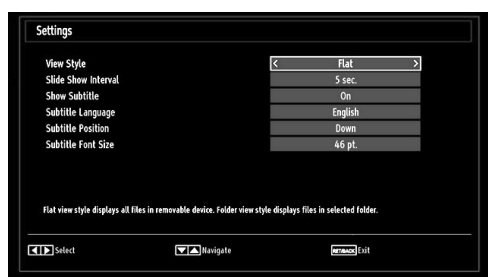 Settings
View Style < Flat >
Slide Show Interval 5 sec.
Show Subtitle On
Subtitle Language English
Subtitle Position Down
Subtitle Font Size 46 pt.
Flat view style displays all files in removable device. Folder view style displays files in selected folder.
Select Navigate RET/BACK Exit